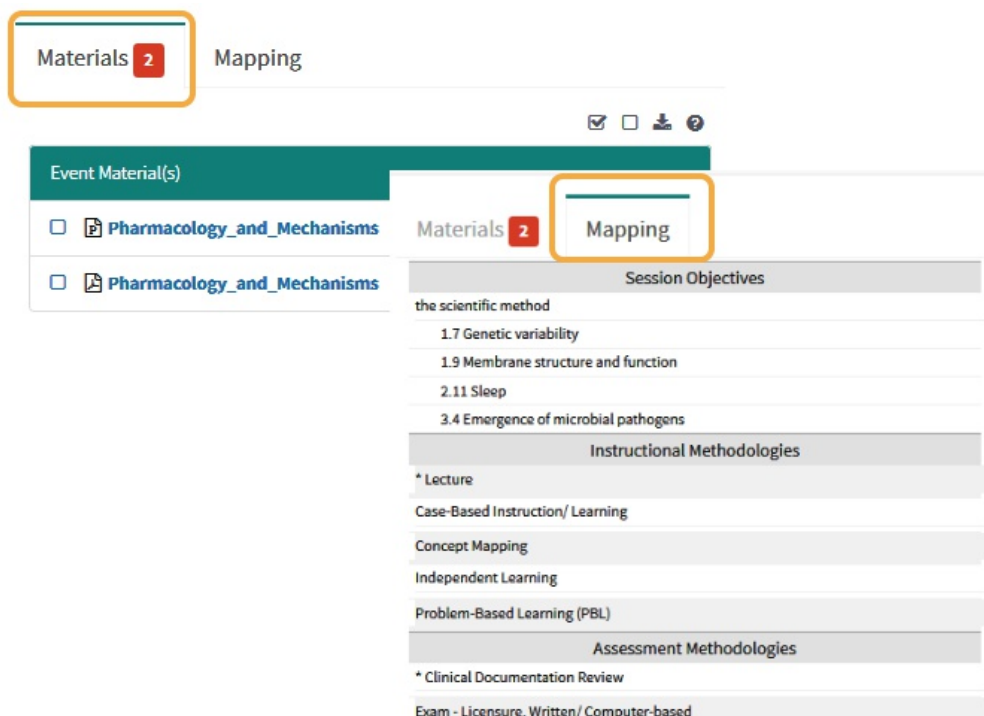 Materials 2 Mapping
Event Material(s)
Pharmacology_and_Mechanisms
Pharmacology_and_Mechanisms
Materials 2 Mapping
Session Objectives
the scientific method
1.7 Genetic variability
1.9 Membrane structure and function
2.11 Sleep
3.4 Emergence of microbial pathogens
Instructional Methodologies
* Lecture
Case-Based Instruction/ Learning
Concept Mapping
Independent Learning
Problem-Based Learning (PBL)
Assessment Methodologies
* Clinical Documentation Review
Exam - Licensure, Written/ Computer-based